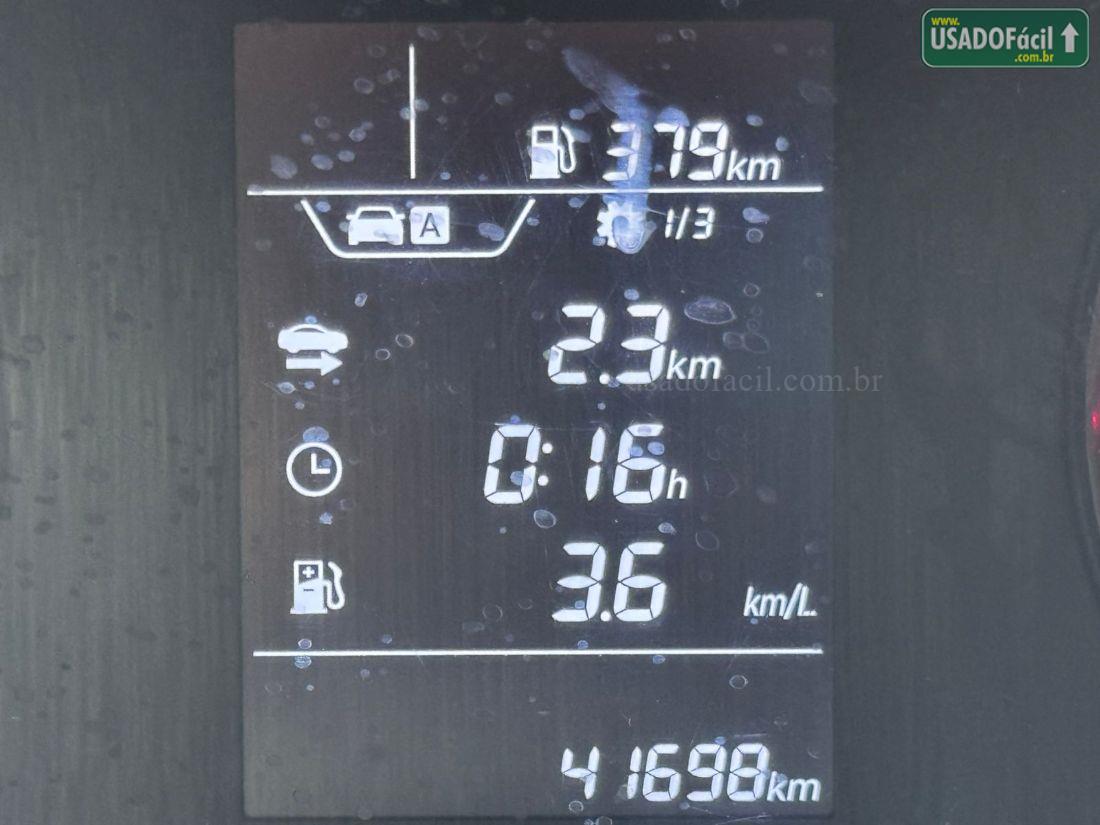 www.
USADOFácil
.com.br
379km
A
1/3
2.3km
usadofacil.com.br
0:16h
3.6 km/L
41698km